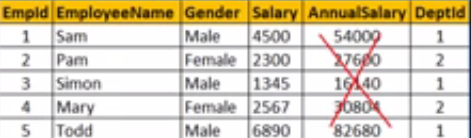 EmpId EmployeeName Gender Salary AnnualSalary DeptId
1 Sam Male 4500 54000 1
2 Pam Female 2300 27600 2
3 Simon Male 1345 16140 1
4 Mary Female 2567 30804 2
5 Todd Male 6890 82680 1